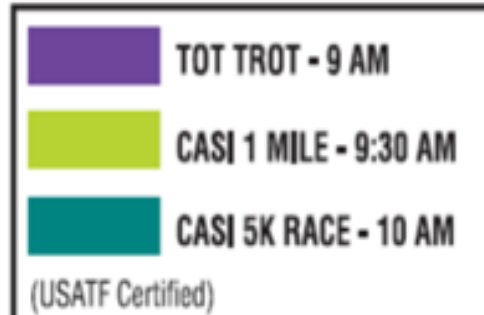 TOT TROT - 9 AM
CASI 1 MILE - 9:30 AM
CASI 5K RACE - 10 AM
(USATF Certified)